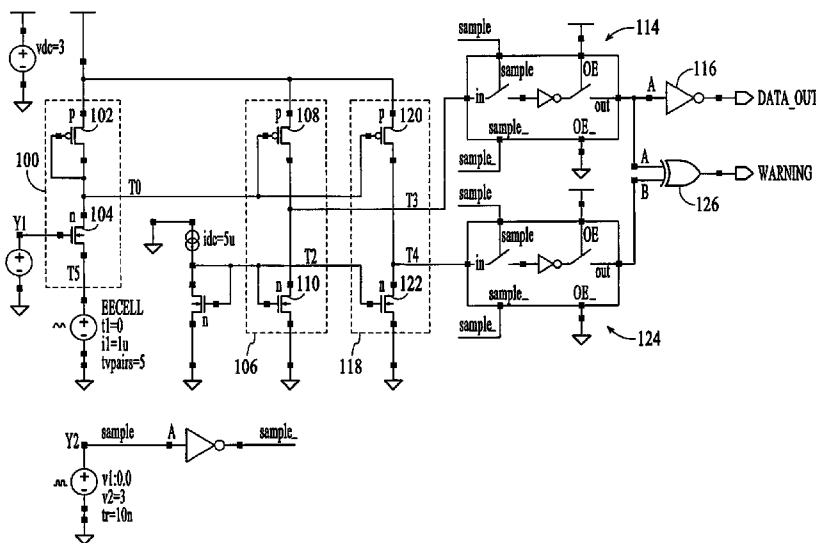 sample
114
vdc=3
sample
OE
116
in
out
A
DATA_OUT
p
102
p
108
p
120
sample_
OE_
sample_
A
WARNING
B
126
100
T0
T3
n
104
Y1
sample
T5
idc=5u
T2
T4
sample
OE
in
out
n
n
110
n
122
sample_
OE_
sample_
EECELL
t1=0
i1=1u
tvpairs=5
106
118
124
Y2
sample
A
sample_
v1:0.0
v2=3
tr=10n